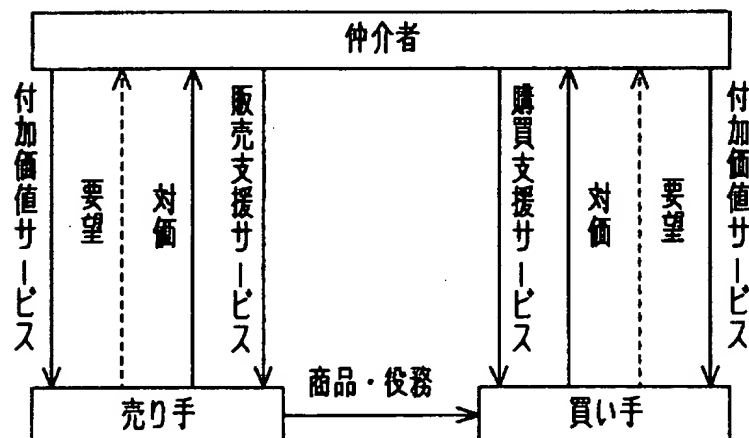 仲介者
付加価値サービス
要望
対価
販売支援サービス
購買支援サービス
対価
要望
付加価値サービス
商品・役務
売り手
買い手